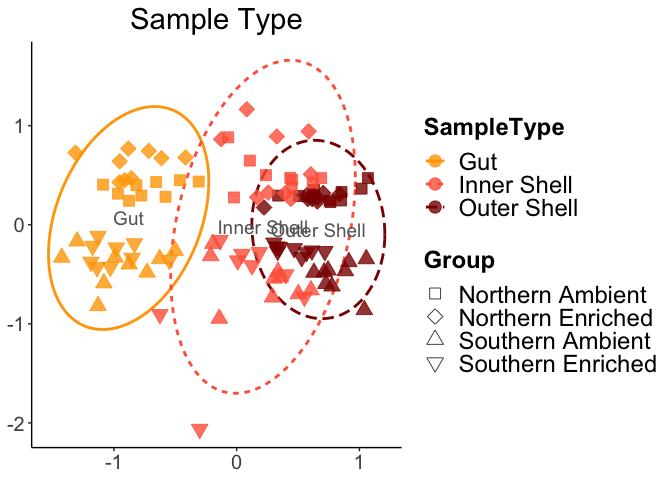 Sample Type
1
0
-1
-2
-1
0
1
Gut
Inner Shell
Outer Shell
SampleType
Gut
Inner Shell
Outer Shell
Group
Northern Ambient
Northern Enriched
Southern Ambient
Southern Enriched